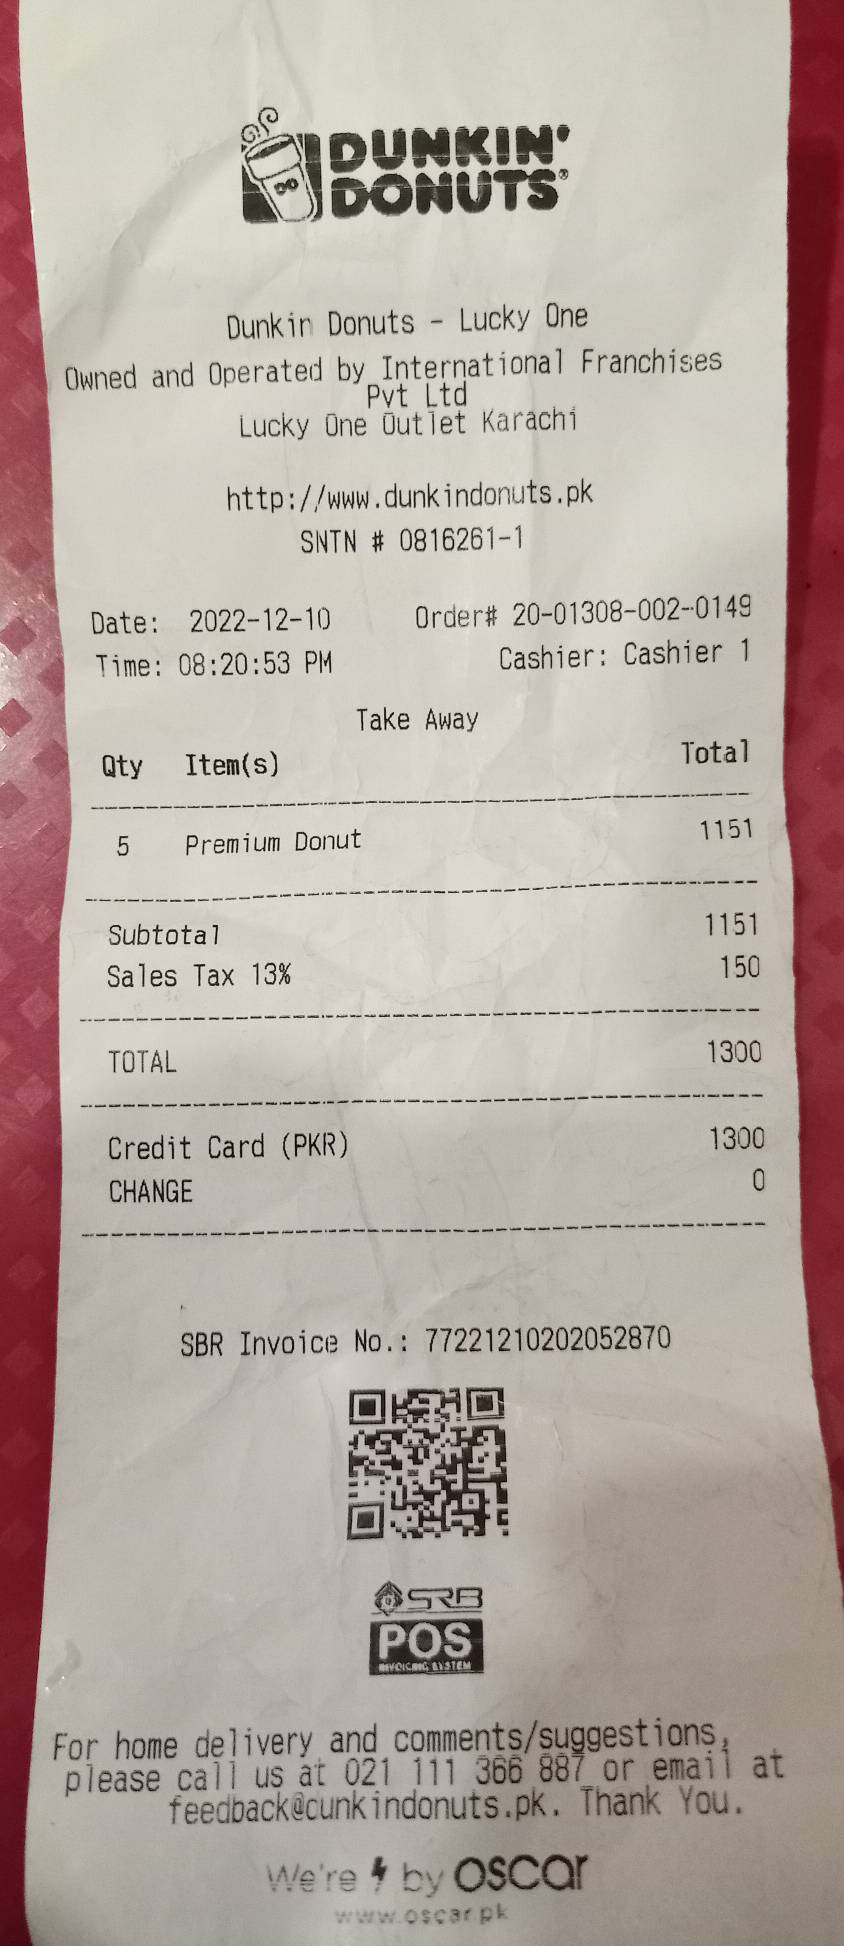 DUNKIN'
DONUTS®
Dunkin Donuts - Lucky One
Owned and Operated by International Franchises
Pvt Ltd
Lucky One Outlet Karachi
http://www.dunkindonuts.pk
SNTN # 0816261-1
Date: 2022-12-10 Order# 20-01308-002-0149
Time: 08:20:53 PM Cashier: Cashier 1
Take Away
Qty Item(s) Total
5 Premium Donut 1151
Subtotal 1151
Sales Tax 13% 150
TOTAL 1300
Credit Card (PKR) 1300
CHANGE 0
SBR Invoice No.: 77221210202052870
SRB
POS
INVOICING SYSTEM
For home delivery and comments/suggestions,
please call us at 021 111 366 887 or email at
feedback@cunkindonuts.pk. Thank You.
We're by oscar
www.oscar.pk